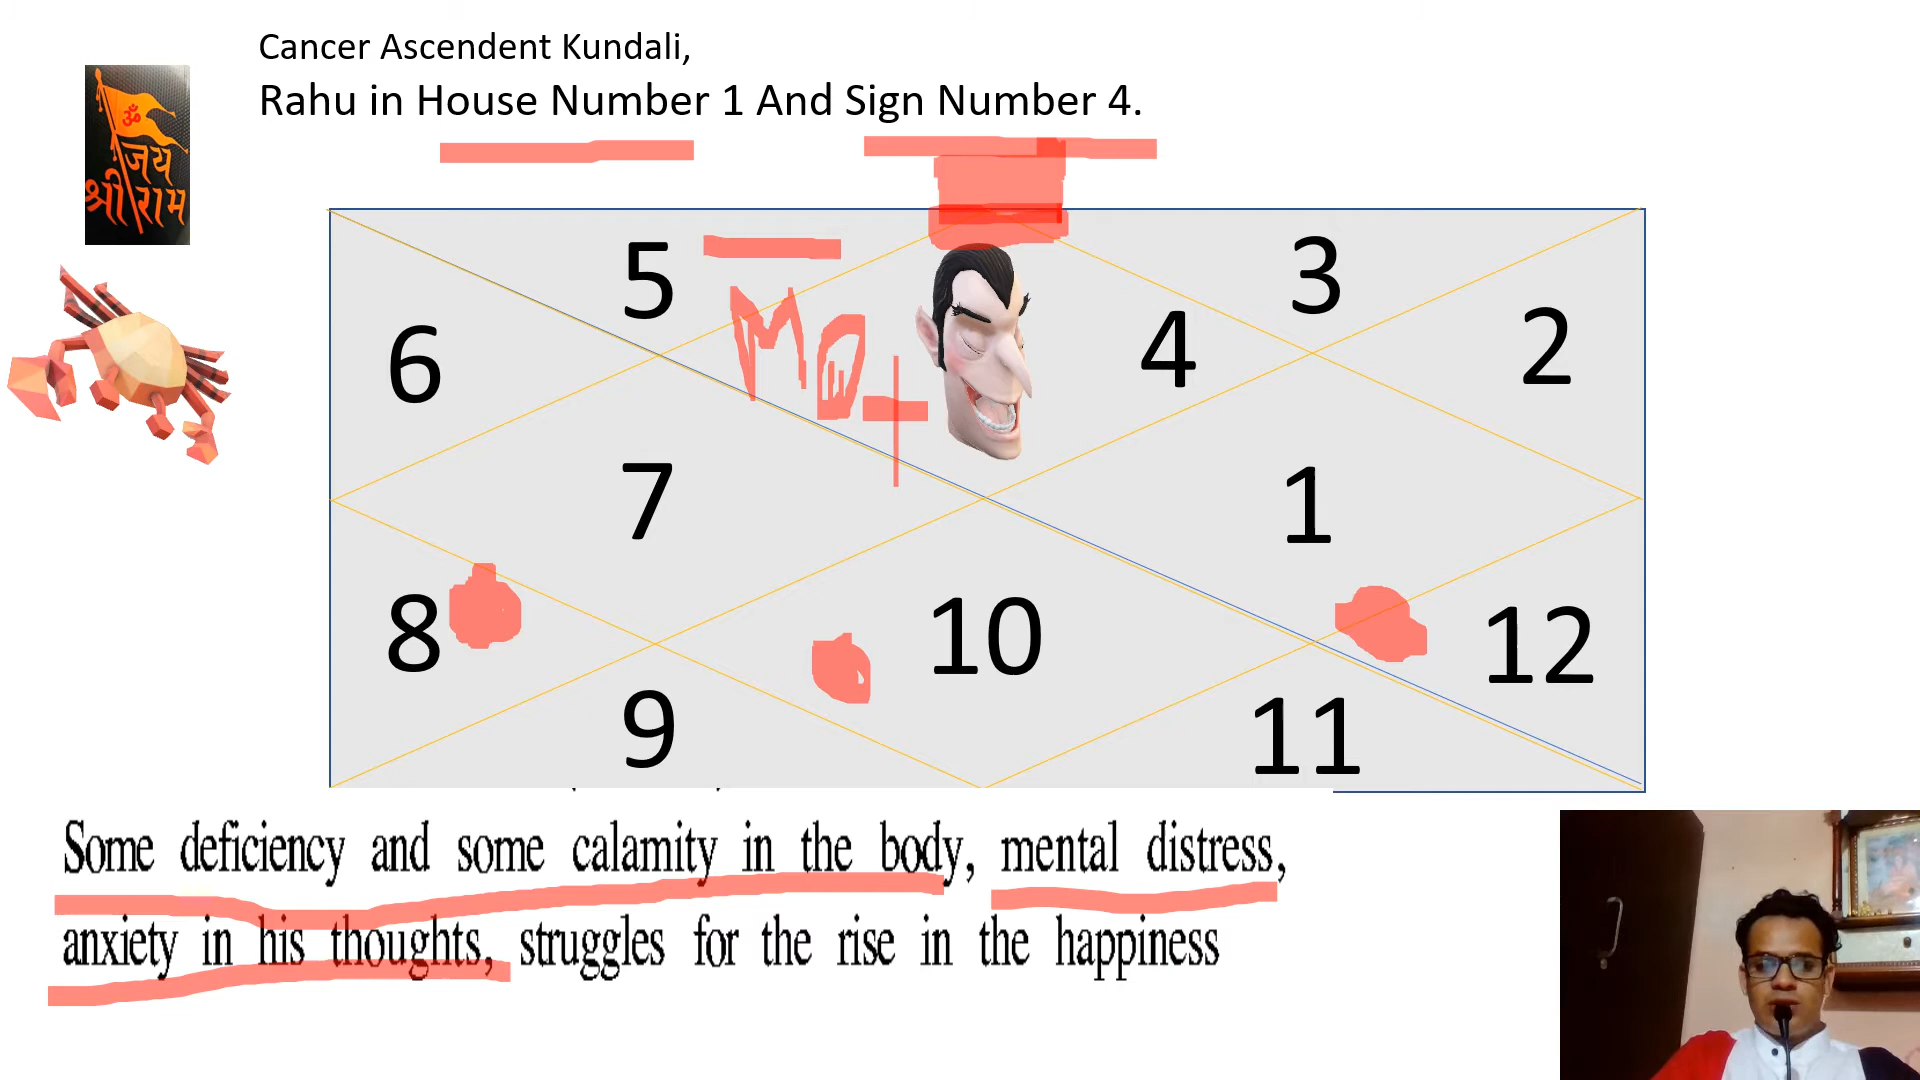 Cancer Ascendent Kundali,
Rahu in House Number 1 And Sign Number 4.
ॐ
जय
श्री राम
5
3
6
Mo+
4
2
7
1
8
10
12
9
11
Some deficiency and some calamity in the body, mental distress,
anxiety in his thoughts, struggles for the rise in the happiness